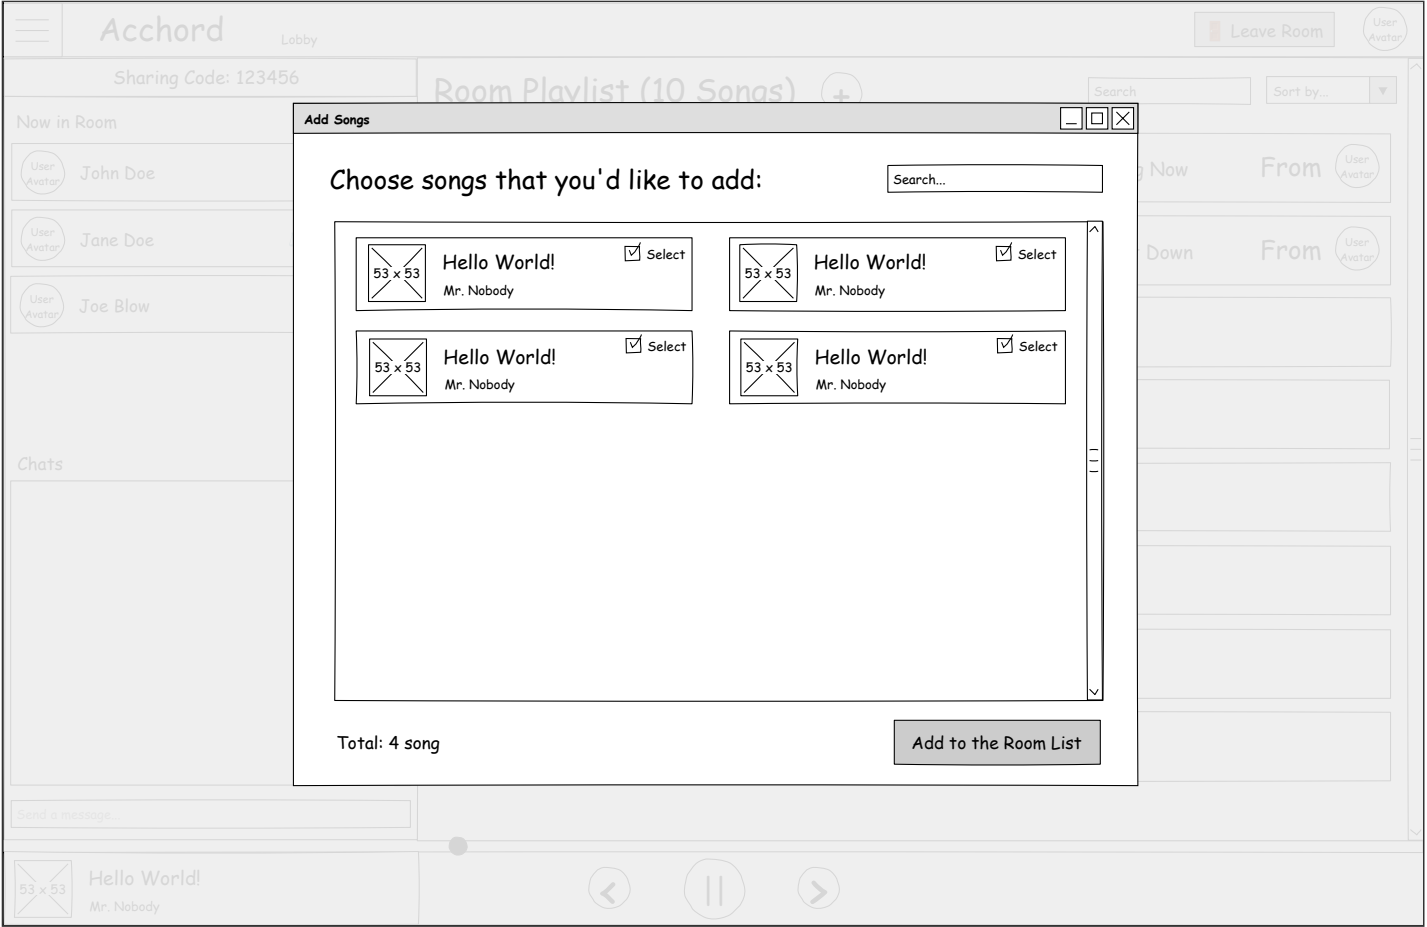 Acchord
Lobby
Leave Room
User
Avatar
Sharing Code: 123456
Room Playlist (10 Songs)
+
Search
Sort by...
Now in Room
User
Avatar
John Doe
User
Avatar
Jane Doe
User
Avatar
Joe Blow
Now
From
User
Avatar
Down
From
User
Avatar
Add Songs
Choose songs that you'd like to add:
Search...
53 x 53
Hello World!
Mr. Nobody
Select
53 x 53
Hello World!
Mr. Nobody
Select
53 x 53
Hello World!
Mr. Nobody
Select
53 x 53
Hello World!
Mr. Nobody
Select
Total: 4 song
Add to the Room List
Chats
Send a message...
53 x 53
Hello World!
Mr. Nobody